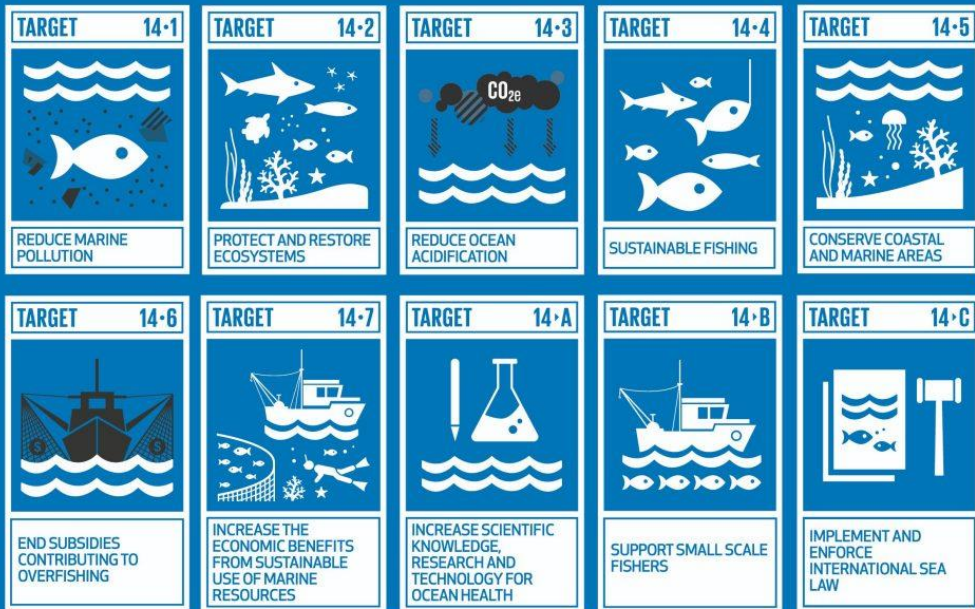 TARGET 14·1
REDUCE MARINE
POLLUTION
TARGET 14·2
PROTECT AND RESTORE
ECOSYSTEMS
TARGET 14·3
CO2e
REDUCE OCEAN
ACIDIFICATION
TARGET 14·4
SUSTAINABLE FISHING
TARGET 14·5
CONSERVE COASTAL
AND MARINE AREAS
TARGET 14·6
$ $
END SUBSIDIES
CONTRIBUTING TO
OVERFISHING
TARGET 14·7
INCREASE THE
ECONOMIC BENEFITS
FROM SUSTAINABLE
USE OF MARINE
RESOURCES
TARGET 14·A
INCREASE SCIENTIFIC
KNOWLEDGE,
RESEARCH AND
TECHNOLOGY FOR
OCEAN HEALTH
TARGET 14·B
SUPPORT SMALL SCALE
FISHERS
TARGET 14·C
IMPLEMENT AND
ENFORCE
INTERNATIONAL SEA
LAW